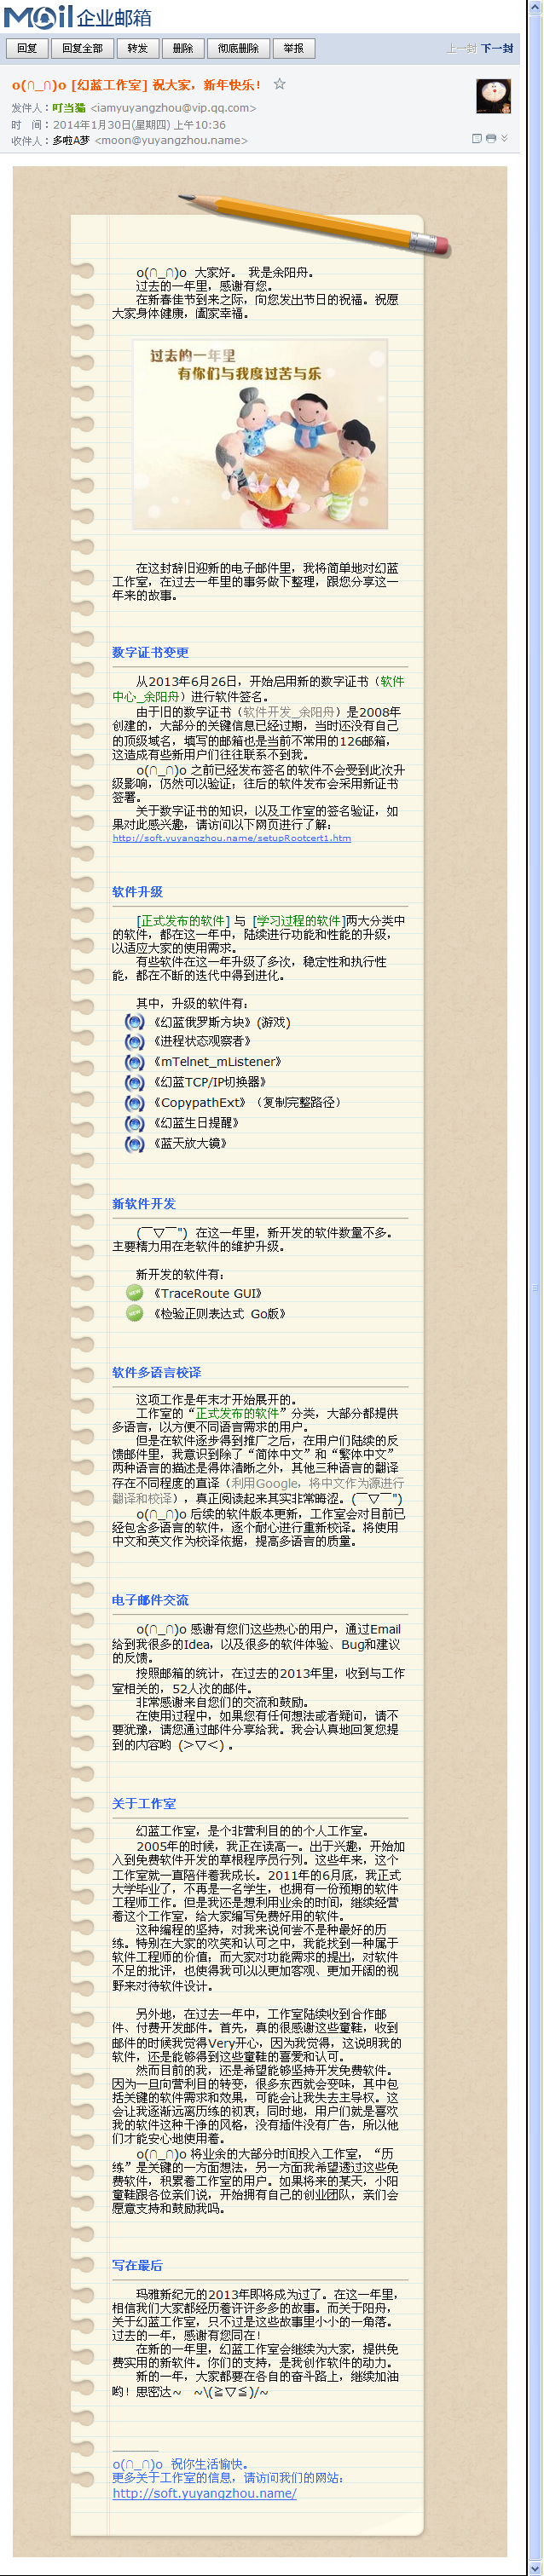 Mail 企业邮箱
回复 回复全部 转发 删除 彻底删除 举报 上一封 下一封
o(∩_∩)o [幻蓝工作室] 祝大家，新年快乐！ ☆
发件人：叮当猫 <iamyuyangzhou@vip.qq.com>
时 间：2014年1月30日(星期四) 上午10:36
收件人：多啦A梦 <moon@yuyangzhou.name>
o(∩_∩)o 大家好。 我是余阳舟。
过去的一年里，感谢有您。
在新春佳节到来之际，向您发出节日的祝福。祝愿
大家身体健康，阖家幸福。
过去的一年里
有你们与我度过苦与乐
在这封辞旧迎新的电子邮件里，我将简单地对幻蓝
工作室，在过去一年里的事务做下整理，跟您分享这一
年来的故事。
数字证书变更
从2013年6月26日，开始启用新的数字证书（软件
中心_余阳舟）进行软件签名。
由于旧的数字证书（软件开发_余阳舟）是2008年
创建的，大部分的关键信息已经过期，当时还没有自己
的顶级域名，填写的邮箱也是当前不常用的126邮箱，
这造成有些新用户们往往联系不到我。
o(∩_∩)o 之前已经发布签名的软件不会受到此次升
级影响，仍然可以验证；往后的软件发布会采用新证书
签署。
关于数字证书的知识，以及工作室的签名验证，如
果对此感兴趣，请访问以下网页进行了解：
http://soft.yuyangzhou.name/setupRootcert1.htm
软件升级
[正式发布的软件] 与 [学习过程的软件]两大分类中
的软件，都在这一年中，陆续进行功能和性能的升级，
以适应大家的使用需求。
有些软件在这一年升级了多次，稳定性和执行性
能，都在不断的迭代中得到进化。
其中，升级的软件有：
《幻蓝俄罗斯方块》(游戏)
《进程状态观察者》
《mTelnet_mListener》
《幻蓝TCP/IP切换器》
《CopypathExt》（复制完整路径）
《幻蓝生日提醒》
《蓝天放大镜》
新软件开发
(￣▽￣") 在这一年里，新开发的软件数量不多。
主要精力用在老软件的维护升级。
新开发的软件有：
NEW 《TraceRoute GUI》
NEW 《检验正则表达式 Go版》
软件多语言校译
这项工作是年末才开始展开的。
工作室的“正式发布的软件”分类，大部分都提供
多语言，以方便不同语言需求的用户。
但是在软件逐步得到推广之后，在用户们陆续的反
馈邮件里，我意识到除了“简体中文”和“繁体中文”
两种语言的描述是得体清晰之外，其他三种语言的翻译
存在不同程度的直译（利用Google，将中文作为源进行
翻译和校译），真正阅读起来其实非常晦涩。(￣▽￣")
o(∩_∩)o 后续的软件版本更新，工作室会对目前已
经包含多语言的软件，逐个耐心进行重新校译。将使用
中文和英文作为校译依据，提高多语言的质量。
电子邮件交流
o(∩_∩)o 感谢有您们这些热心的用户，通过Email
给到我很多的Idea，以及很多的软件体验、Bug和建议
的反馈。
按照邮箱的统计，在过去的2013年里，收到与工作
室相关的，52人次的邮件。
非常感谢来自您们的交流和鼓励。
在使用过程中，如果您有任何想法或者疑问，请不
要犹豫，请您通过邮件分享给我。我会认真地回复您提
到的内容哟 (＞▽＜) 。
关于工作室
幻蓝工作室，是个非营利目的的个人工作室。
2005年的时候，我正在读高一。出于兴趣，开始加
入到免费软件开发的草根程序员行列。这些年来，这个
工作室就一直陪伴着我成长。2011年的6月底，我正式
大学毕业了，不再是一名学生，也拥有一份预期的软件
工程师工作。但是我还是想利用业余的时间，继续经营
着这个工作室，给大家编写免费好用的软件。
这种编程的坚持，对我来说何尝不是种最好的历
练。特别在大家的欢笑和认可之中，我能找到一种属于
软件工程师的价值；而大家对功能需求的提出，对软件
不足的批评，也使得我可以以更加客观、更加开阔的视
野来对待软件设计。
另外地，在过去一年中，工作室陆续收到合作邮
件、付费开发邮件。首先，真的很感谢这些童鞋，收到
邮件的时候我觉得Very开心，因为我觉得，这说明我的
软件，还是能够得到这些童鞋的喜爱和认可。
然而目前的我，还是希望能够坚持开发免费软件。
因为一旦向营利目的转变，很多东西就会变味，其中包
括关键的软件需求和效果，可能会让我失去主导权。这
会让我逐渐远离历练的初衷；同时地，用户们就是喜欢
我的软件这种干净的风格，没有插件没有广告，所以他
们才能安心地使用着。
o(∩_∩)o 将业余的大部分时间投入工作室，“历
练”是关键的一方面想法，另一方面我希望透过这些免
费软件，积累着工作室的用户。如果将来的某天，小阳
童鞋跟各位亲们说，开始拥有自己的创业团队，亲们会
愿意支持和鼓励我吗。
写在最后
玛雅新纪元的2013年即将成为过了。在这一年里，
相信我们大家都经历着许许多多的故事。而关于阳舟，
关于幻蓝工作室，只不过是这些故事里小小的一角落。
过去的一年，感谢有您同在！
在新的一年里，幻蓝工作室会继续为大家，提供免
费实用的新软件。你们的支持，是我创作软件的动力。
新的一年，大家都要在各自的奋斗路上，继续加油
哟！思密达~ ~\(≧▽≦)/~
o(∩_∩)o 祝你生活愉快。
更多关于工作室的信息，请访问我们的网站：
http://soft.yuyangzhou.name/